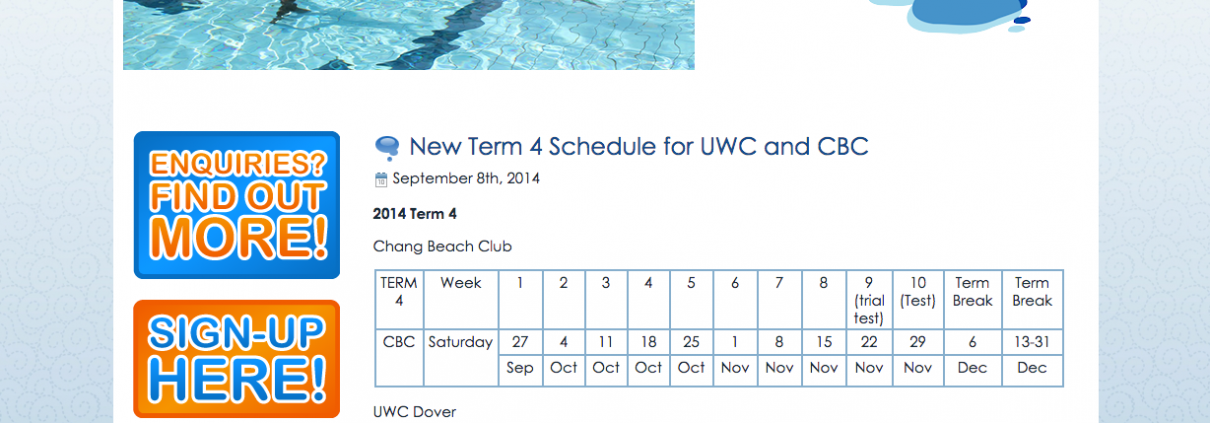 ENQUIRIES?
FIND OUT
MORE!
SIGN-UP
HERE!
New Term 4 Schedule for UWC and CBC
September 8th, 2014
2014 Term 4
Chang Beach Club
TERM 4 Week 1 2 3 4 5 6 7 8 9 (trial test) 10 (Test) Term Break Term Break
CBC Saturday 27 4 11 18 25 1 8 15 22 29 6 13-31
Sep Oct Oct Oct Oct Nov Nov Nov Nov Nov Dec Dec
UWC Dover